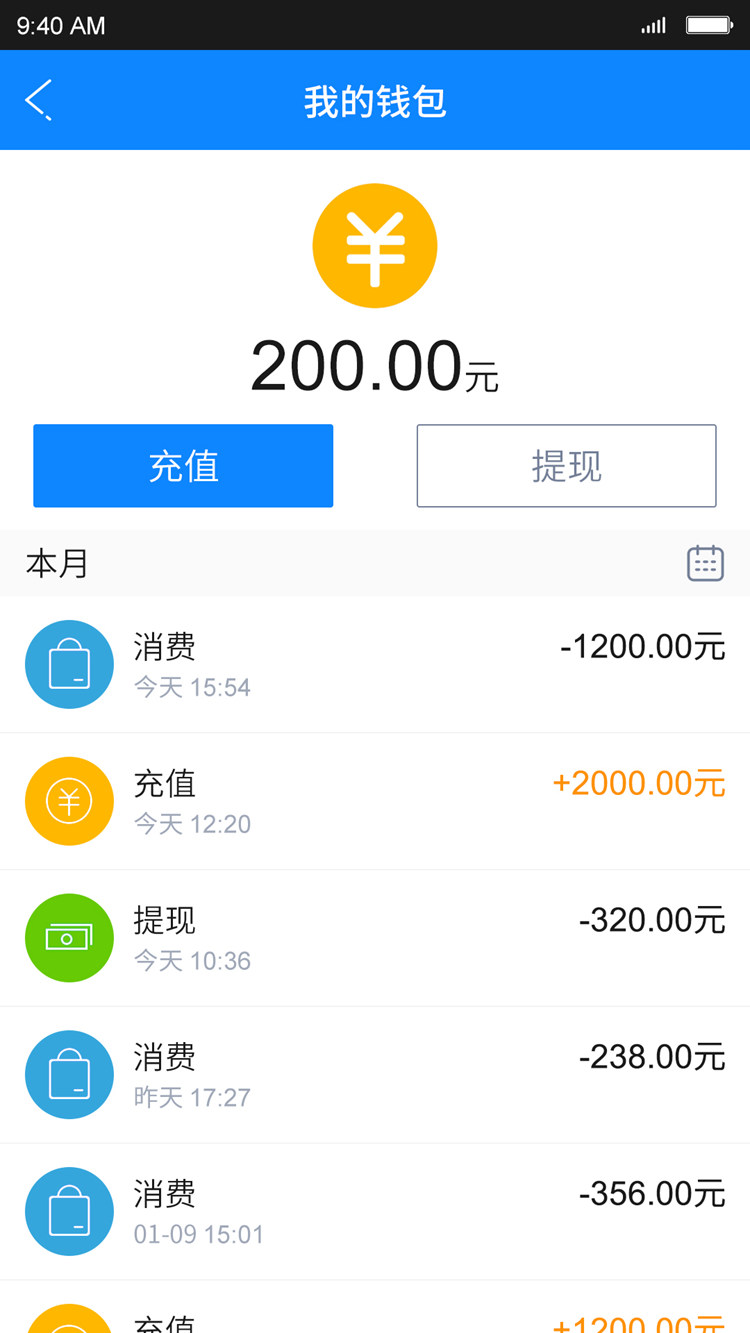 9:40 AM
我的钱包
200.00元
充值
提现
本月
消费
-1200.00元
今天 15:54
充值
+2000.00元
今天 12:20
提现
-320.00元
今天 10:36
消费
-238.00元
昨天 17:27
消费
-356.00元
01-09 15:01
充值
+1200.00元